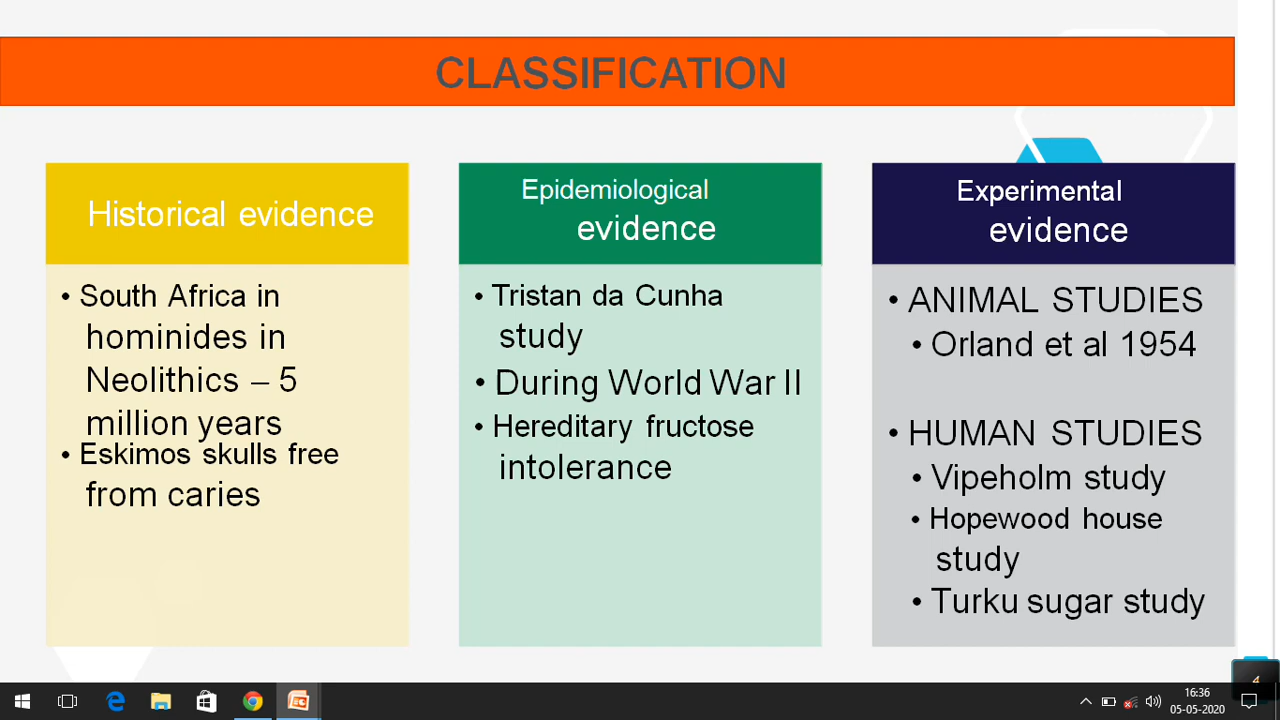 CLASSIFICATION
Historical evidence
• South Africa in
hominides in
Neolithics – 5
million years
• Eskimos skulls free
from caries
Epidemiological
evidence
• Tristan da Cunha
study
• During World War II
• Hereditary fructose
intolerance
Experimental
evidence
• ANIMAL STUDIES
• Orland et al 1954
• HUMAN STUDIES
• Vipeholm study
• Hopewood house
study
• Turku sugar study
4
16:36
05-05-2020